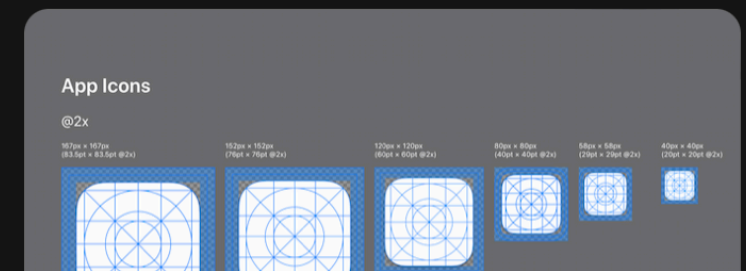 App Icons
@2x
167px × 167px
(83.5pt × 83.5pt @2x)
152px × 152px
(76pt × 76pt @2x)
120px × 120px
(60pt × 60pt @2x)
80px × 80px
(40pt × 40pt @2x)
58px × 58px
(29pt × 29pt @2x)
40px × 40px
(20pt × 20pt @2x)